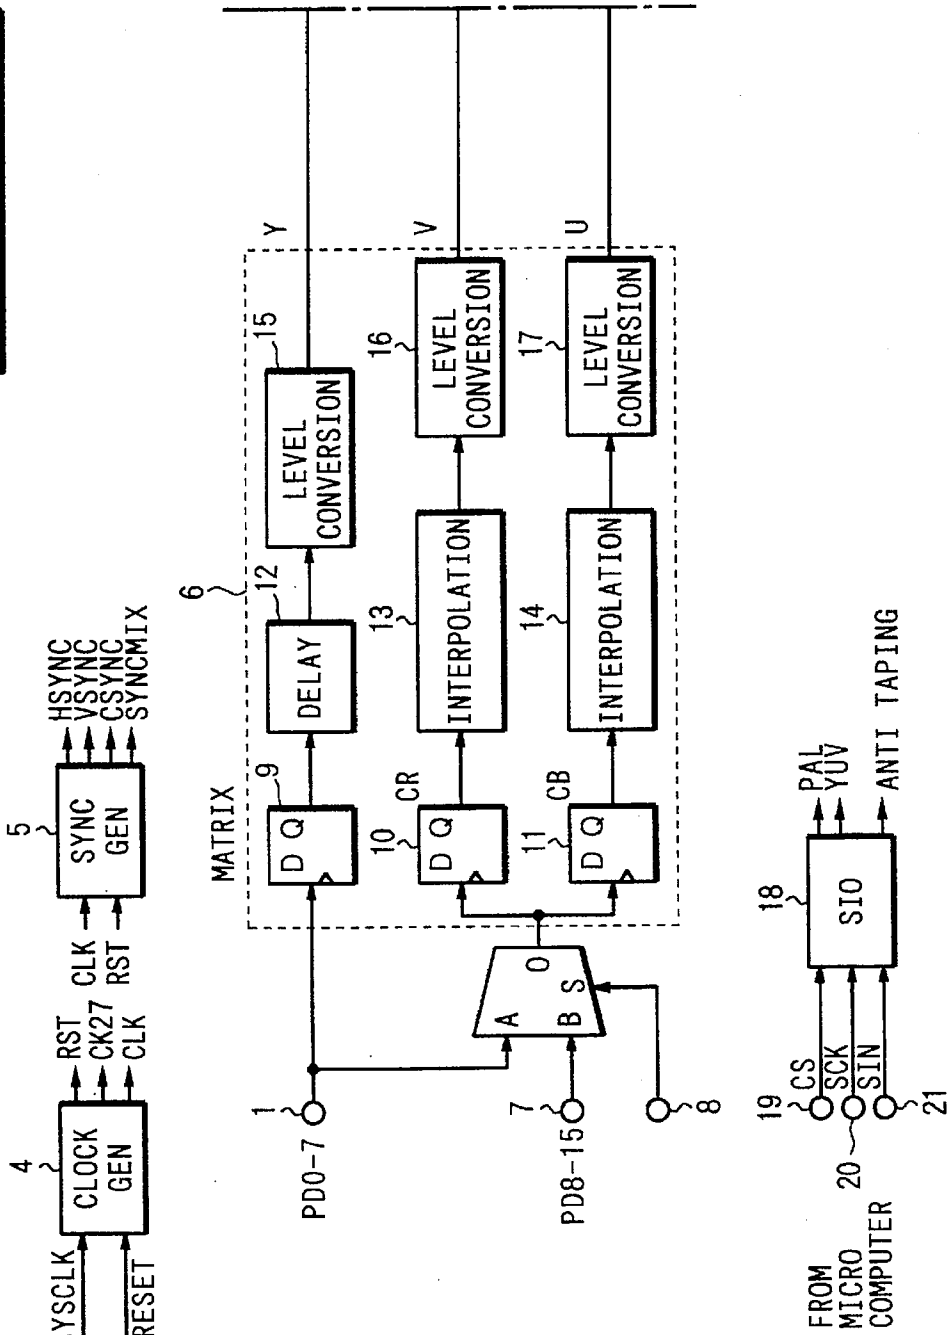 YSCLK
RESET
4
CLOCK
GEN
RST
CK27
CLK
CLK
RST
5
SYNC
GEN
HSYNC
VSYNC
CSYNC
SYNCMIX
1
PD0-7
7
PD8-15
8
A
B
S
O
MATRIX
6
9
D Q
10
D Q
CR
11
D Q
CB
12
DELAY
13
INTERPOLATION
14
INTERPOLATION
15
LEVEL
CONVERSION
16
LEVEL
CONVERSION
17
LEVEL
CONVERSION
Y
V
U
FROM
MICRO
COMPUTER
19
20
21
CS
SCK
SIN
18
SIO
PAL
YUV
ANTI TAPING